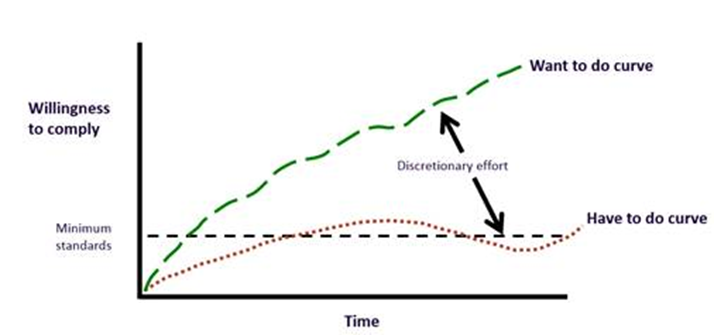 Want to do curve
Willingness
to comply
Discretionary effort
Have to do curve
Minimum
standards
Time